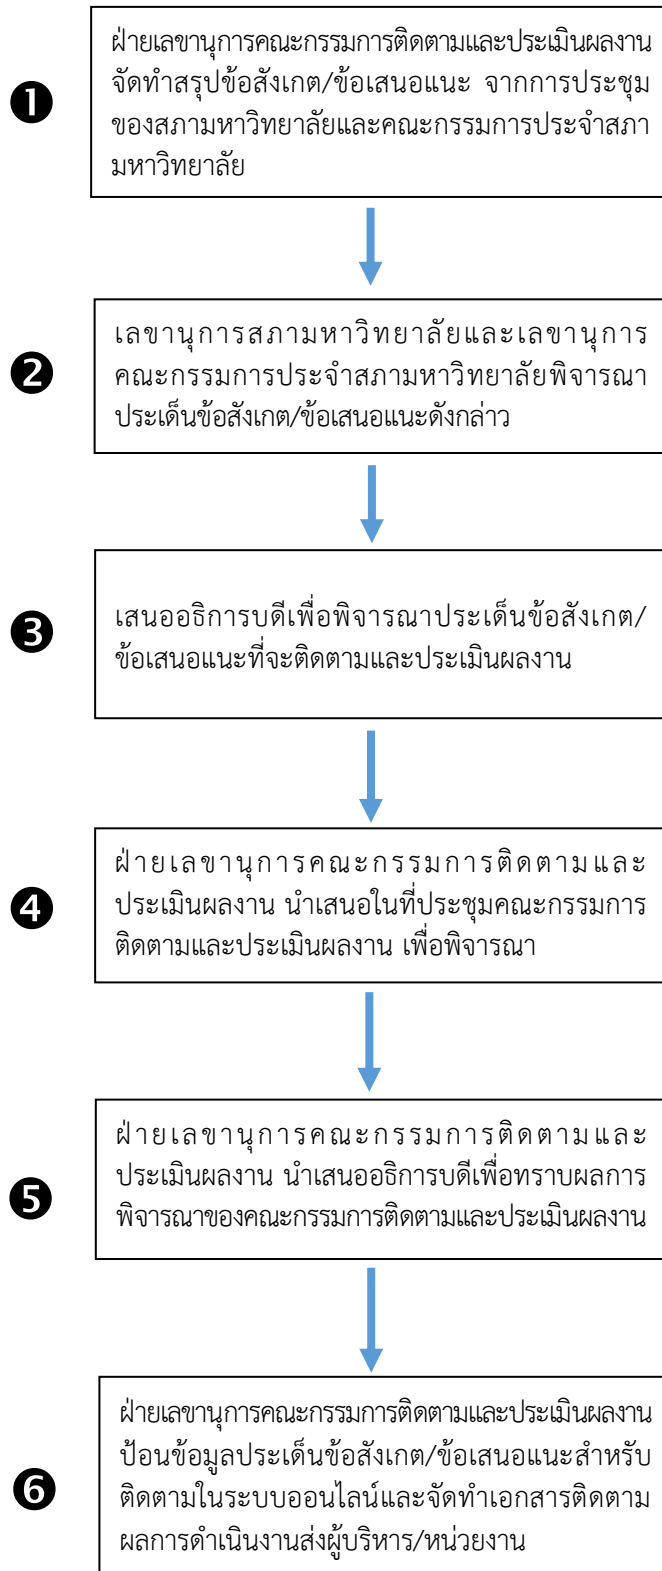 ❶
ฝ่ายเลขานุการคณะกรรมการติดตามและประเมินผลงาน
จัดทำสรุปข้อสังเกต/ข้อเสนอแนะ จากการประชุม
ของสภามหาวิทยาลัยและคณะกรรมการประจำสภา
มหาวิทยาลัย
❷
เลขานุการสภามหาวิทยาลัยและเลขานุการ
คณะกรรมการประจำสภามหาวิทยาลัยพิจารณา
ประเด็นข้อสังเกต/ข้อเสนอแนะดังกล่าว
❸
เสนออธิการบดีเพื่อพิจารณาประเด็นข้อสังเกต/
ข้อเสนอแนะที่จะติดตามและประเมินผลงาน
❹
ฝ่ายเลขานุการคณะกรรมการติดตามและ
ประเมินผลงาน นำเสนอในที่ประชุมคณะกรรมการ
ติดตามและประเมินผลงาน เพื่อพิจารณา
❺
ฝ่ายเลขานุการคณะกรรมการติดตามและ
ประเมินผลงาน นำเสนออธิการบดีเพื่อทราบผลการ
พิจารณาของคณะกรรมการติดตามและประเมินผลงาน
❻
ฝ่ายเลขานุการคณะกรรมการติดตามและประเมินผลงาน
ป้อนข้อมูลประเด็นข้อสังเกต/ข้อเสนอแนะสำหรับ
ติดตามในระบบออนไลน์และจัดทำเอกสารติดตาม
ผลการดำเนินงานส่งผู้บริหาร/หน่วยงาน